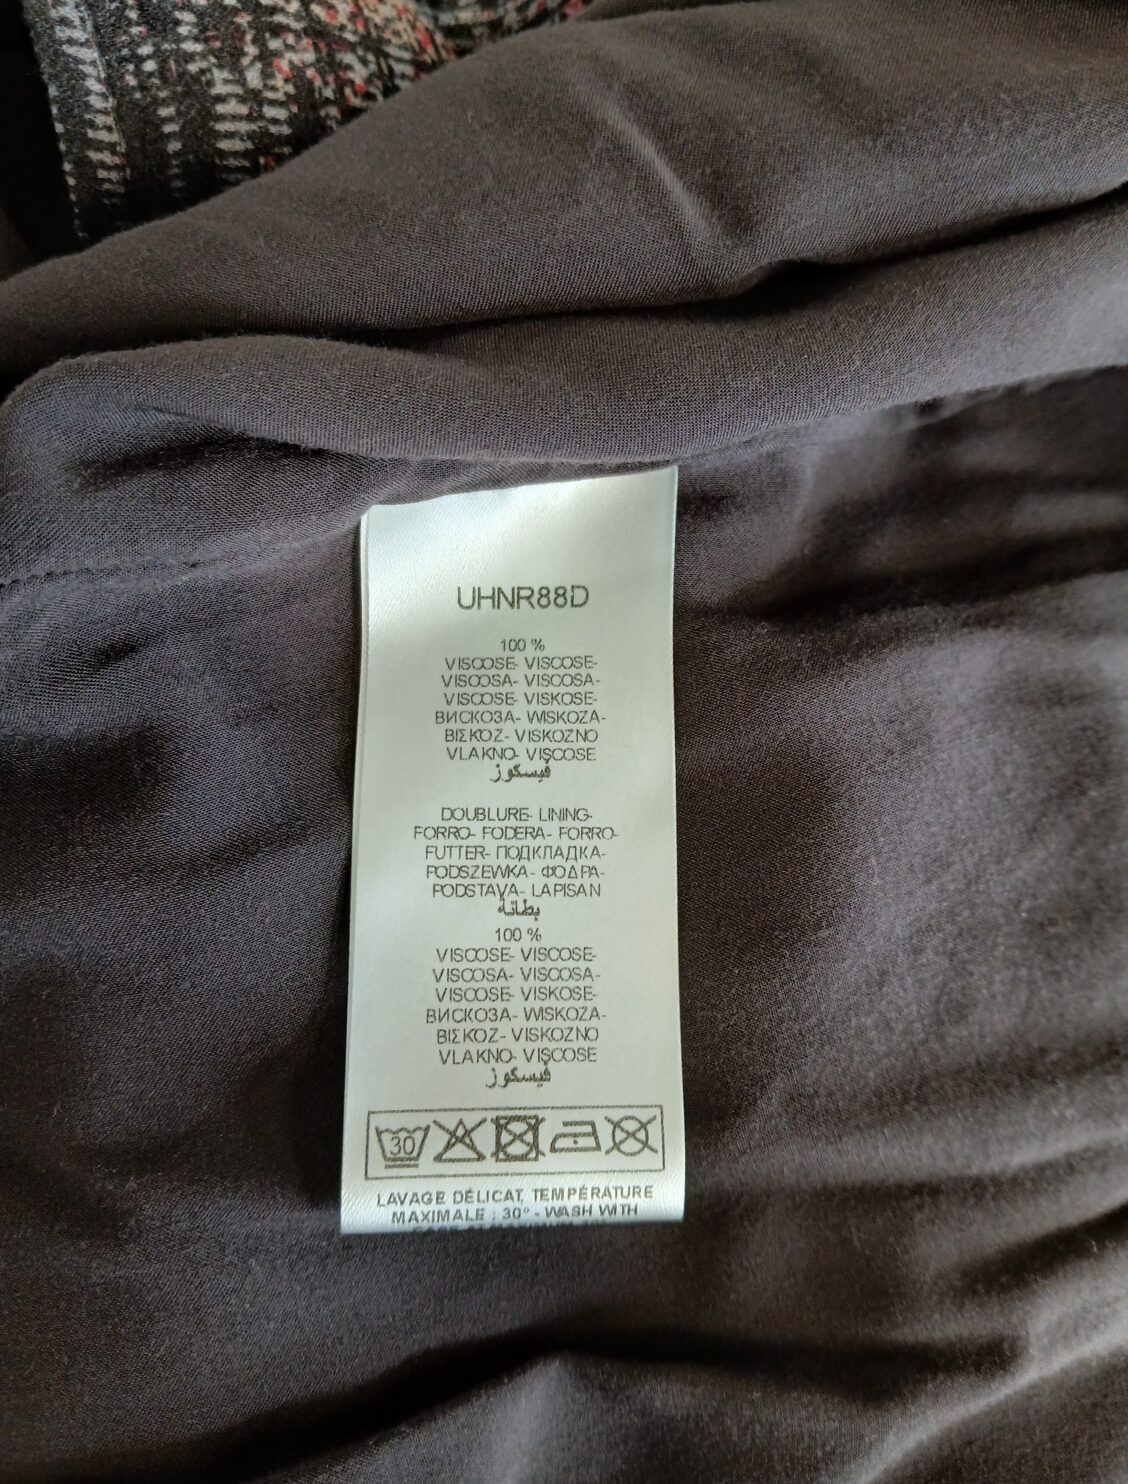 UHNR88D
100 %
VISCOSE- VISCOSE-
VISCOSA- VISCOSA-
VISCOSE- VISKOSE-
ВИСКОЗА- WISKOZA-
ΒΙΣΚΟΖ- VISKOZNO
VLAKNO- VISCOSE
فيسكوز
DOUBLURE- LINING-
FORRO- FODERA- FORRO-
FUTTER- ПОДКЛАДКА-
PODSZEWKA- ΦΟΔΡΑ-
PODSTAVA- LAPISAN
بطانة
100 %
VISCOSE- VISCOSE-
VISCOSA- VISCOSA-
VISCOSE- VISKOSE-
ВИСКОЗА- WISKOZA-
ΒΙΣΚΟΖ- VISKOZNO
VLAKNO- VISCOSE
فيسكوز
30
LAVAGE DÉLICAT, TEMPÉRATURE
MAXIMALE : 30° - WASH WITH